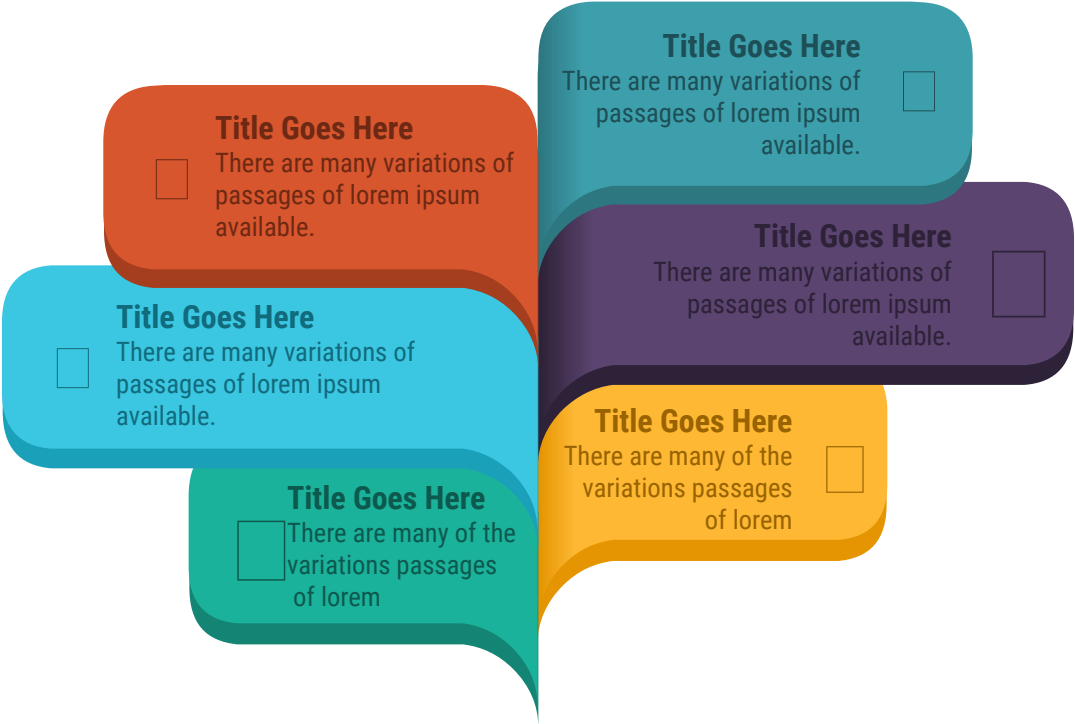 Title Goes Here
There are many variations of
passages of lorem ipsum
available.
Title Goes Here
There are many variations of
passages of lorem ipsum
available.
Title Goes Here
There are many variations of
passages of lorem ipsum
available.
Title Goes Here
There are many variations of
passages of lorem ipsum
available.
Title Goes Here
There are many of the
variations passages
of lorem
Title Goes Here
There are many of the
variations passages
of lorem